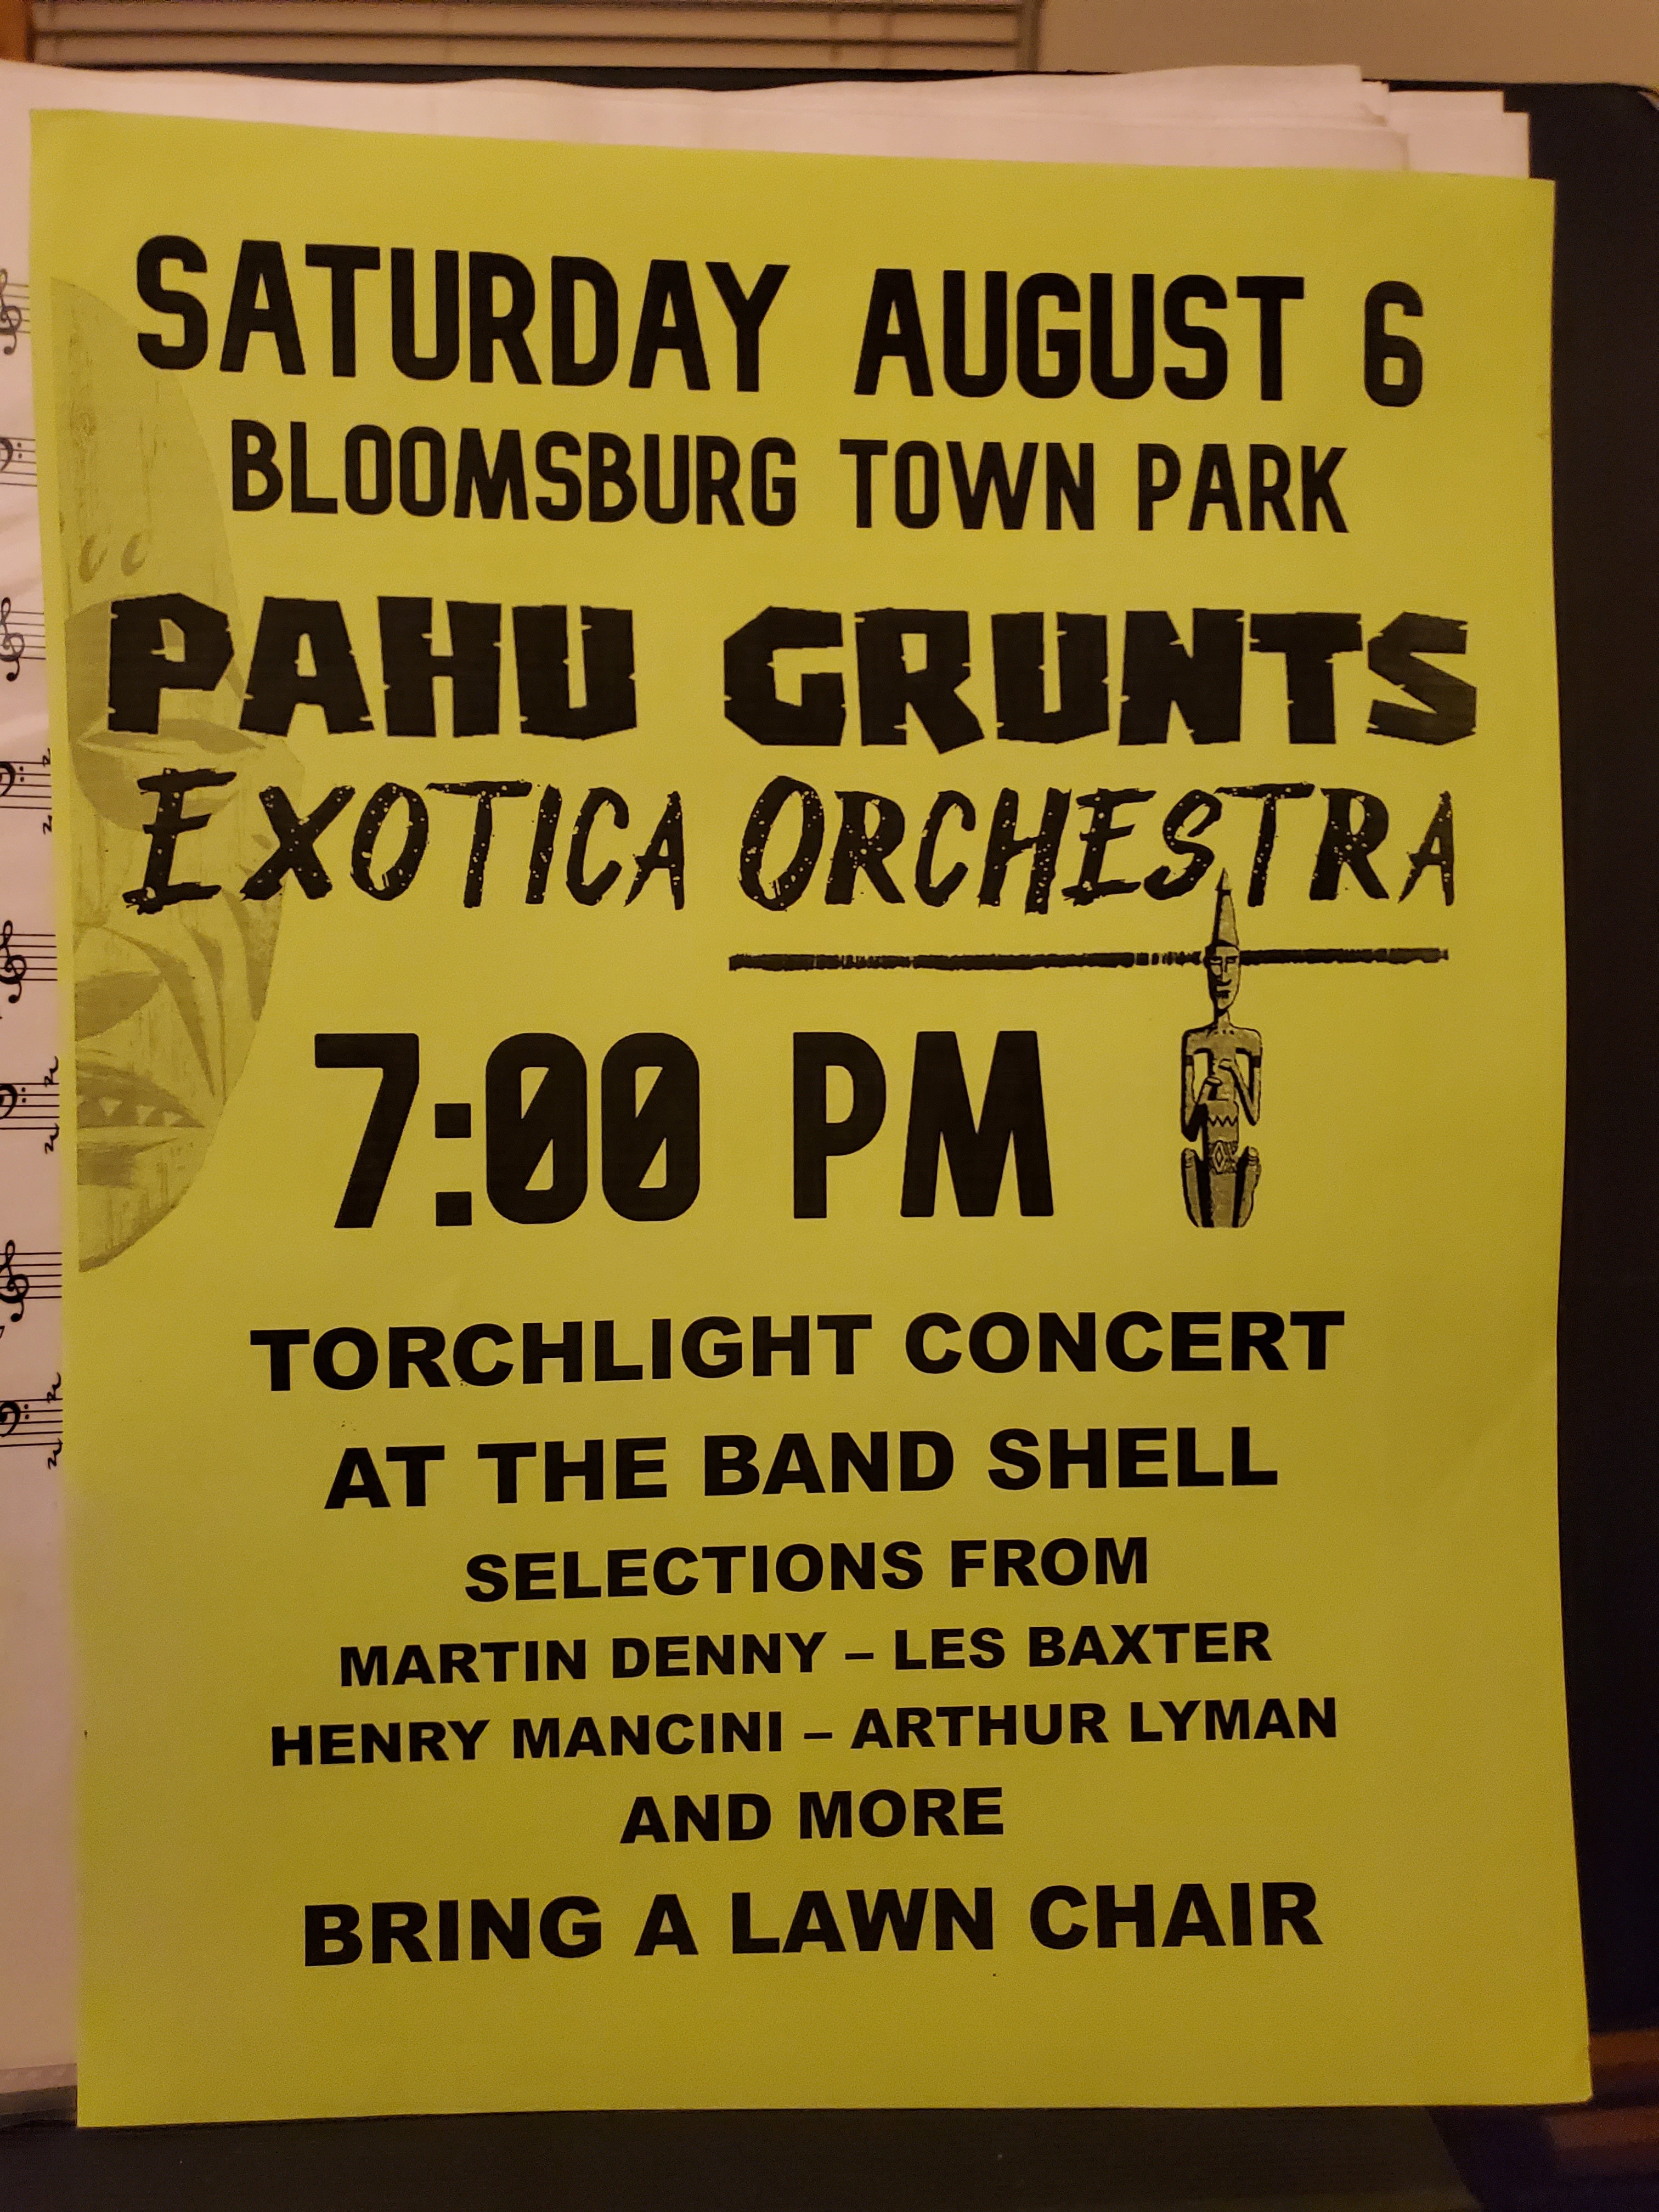 SATURDAY AUGUST 6
BLOOMSBURG TOWN PARK
PAHU GRUNTS
EXOTICA ORCHESTRA
7:00 PM
TORCHLIGHT CONCERT
AT THE BAND SHELL
SELECTIONS FROM
MARTIN DENNY – LES BAXTER
HENRY MANCINI – ARTHUR LYMAN
AND MORE
BRING A LAWN CHAIR